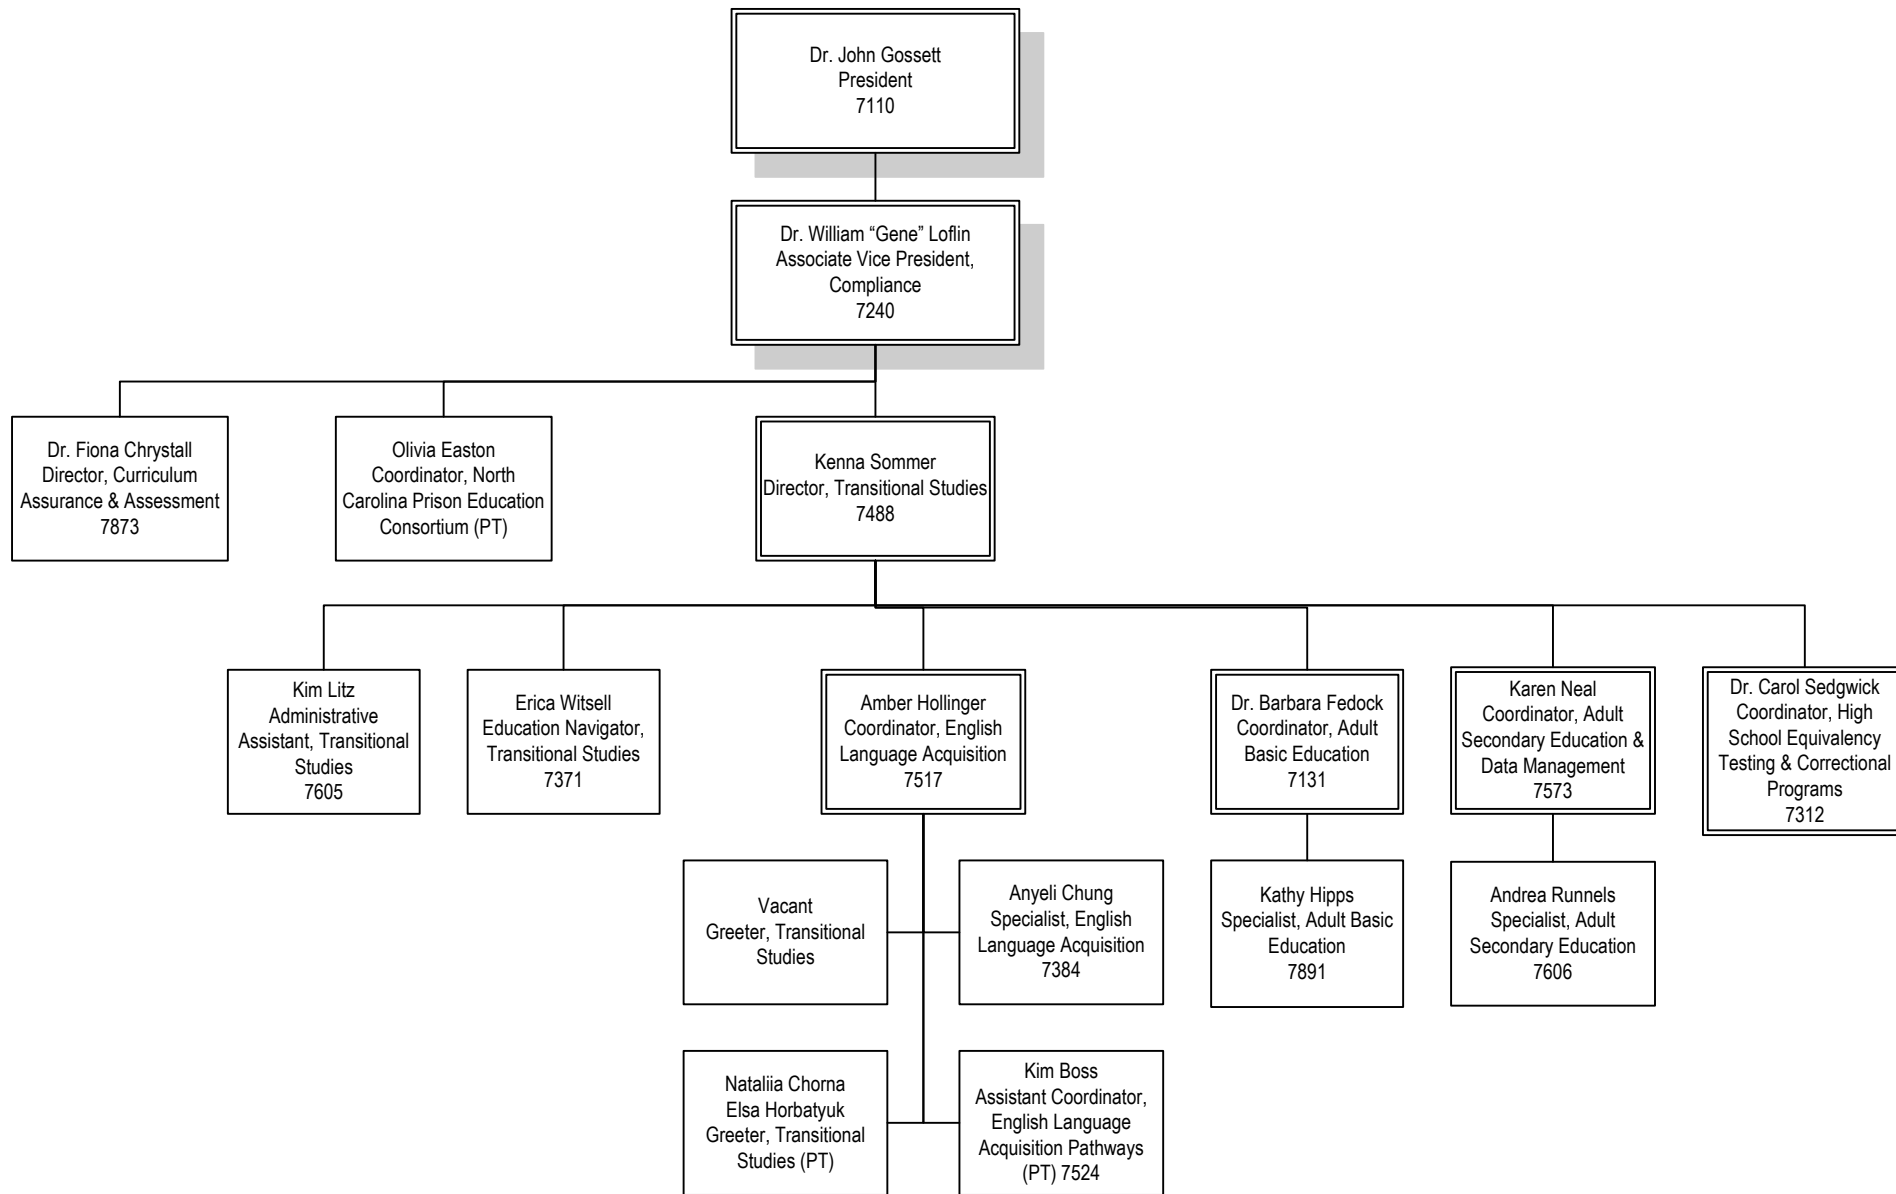 Dr. John Gossett
President
7110
Dr. William “Gene” Loflin
Associate Vice President,
Compliance
7240
Dr. Fiona Chrystall
Director, Curriculum
Assurance & Assessment
7873
Olivia Easton
Coordinator, North
Carolina Prison Education
Consortium (PT)
Kenna Sommer
Director, Transitional Studies
7488
Kim Litz
Administrative
Assistant, Transitional
Studies
7605
Erica Witsell
Education Navigator,
Transitional Studies
7371
Amber Hollinger
Coordinator, English
Language Acquisition
7517
Dr. Barbara Fedock
Coordinator, Adult
Basic Education
7131
Karen Neal
Coordinator, Adult
Secondary Education &
Data Management
7573
Dr. Carol Sedgwick
Coordinator, High
School Equivalency
Testing & Correctional
Programs
7312
Vacant
Greeter, Transitional
Studies
Anyeli Chung
Specialist, English
Language Acquisition
7384
Kathy Hipps
Specialist, Adult Basic
Education
7891
Andrea Runnels
Specialist, Adult
Secondary Education
7606
Nataliia Chorna
Elsa Horbatyuk
Greeter, Transitional
Studies (PT)
Kim Boss
Assistant Coordinator,
English Language
Acquisition Pathways
(PT) 7524